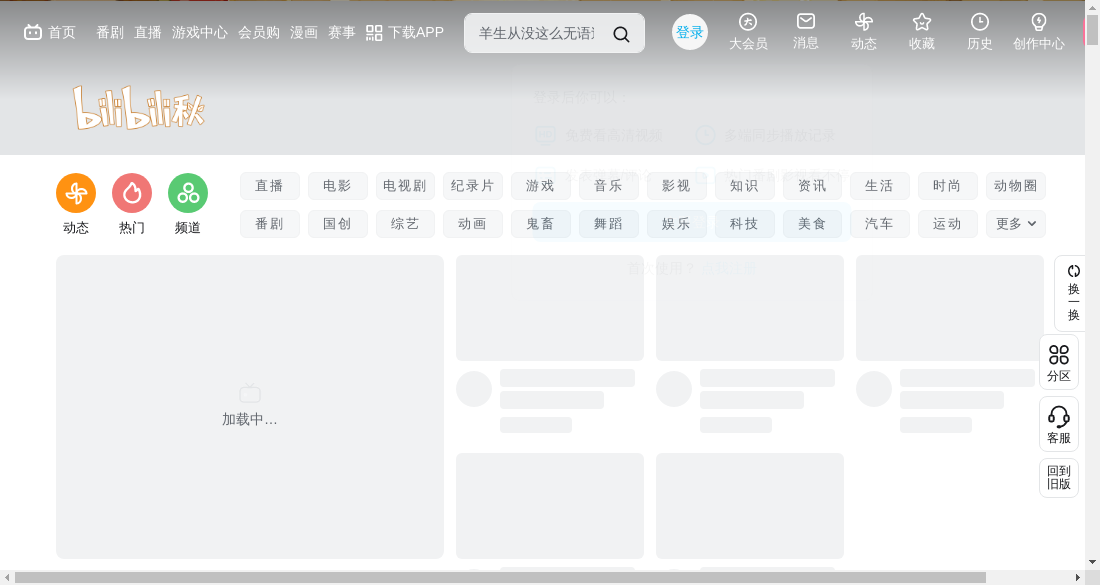 首页 番剧 直播 游戏中心 会员购 漫画 赛事 下载APP 羊生从没这么无语 登录 大会员 消息 动态 收藏 历史 创作中心
bilibili秋
登录后你可以：
免费看高清视频 多端同步播放记录
动态 热门 频道
直播 电影 电视剧 纪录片 游戏 音乐 影视 知识 资讯 生活 时尚 动物圈
番剧 国创 综艺 动画 鬼畜 舞蹈 娱乐 科技 美食 汽车 运动 更多
首次使用？
加载中…
换
一
换
分区
客服
回到
旧版